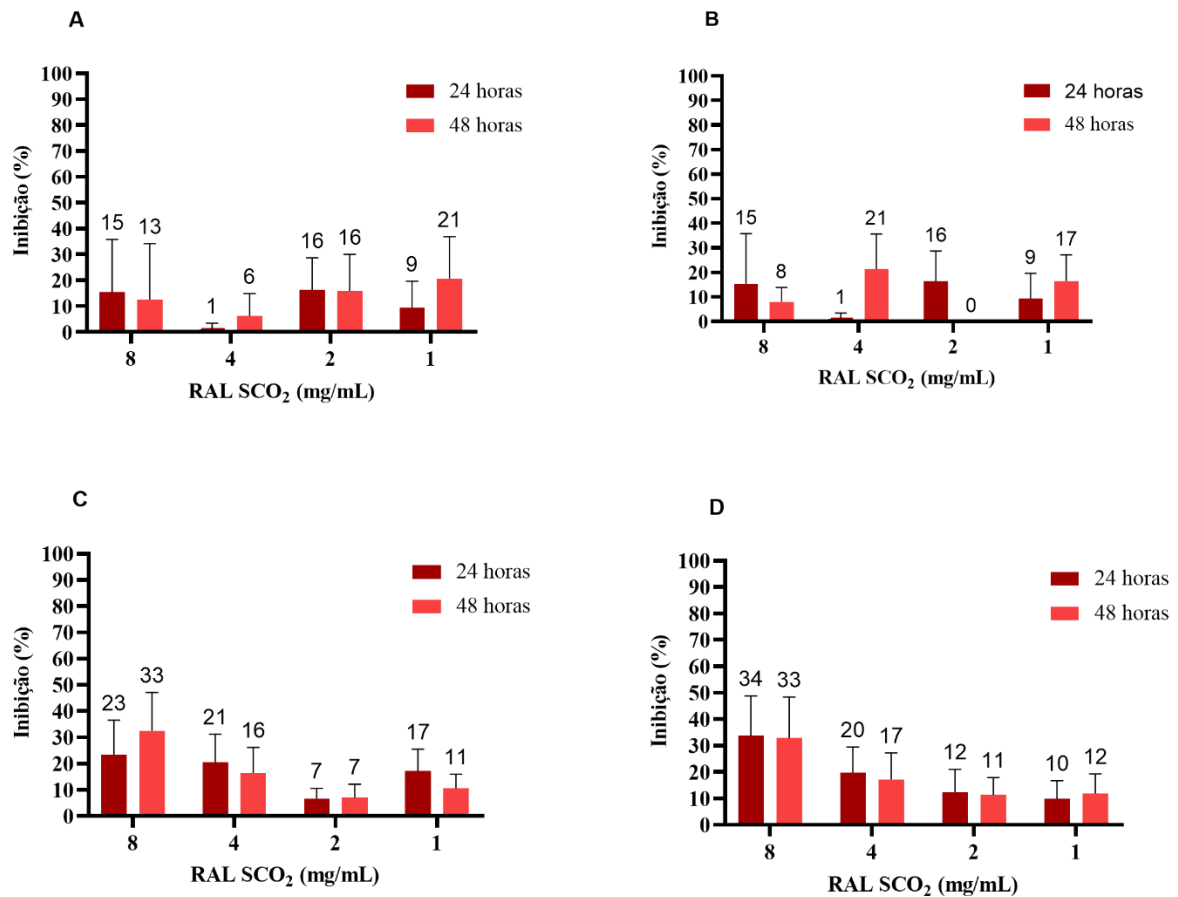 A
Inibição (%)
100
90
80
70
60
50
40
30
20
10
0
24 horas
48 horas
15 13 1 6 16 16 9 21
8 4 2 1
RAL SCO₂ (mg/mL)
B
Inibição (%)
100
90
80
70
60
50
40
30
20
10
0
24 horas
48 horas
15 8 1 21 16 0 9 17
8 4 2 1
RAL SCO₂ (mg/mL)
C
Inibição (%)
100
90
80
70
60
50
40
30
20
10
0
24 horas
48 horas
23 33 21 16 7 7 17 11
8 4 2 1
RAL SCO₂ (mg/mL)
D
Inibição (%)
100
90
80
70
60
50
40
30
20
10
0
24 horas
48 horas
34 33 20 17 12 11 10 12
8 4 2 1
RAL SCO₂ (mg/mL)